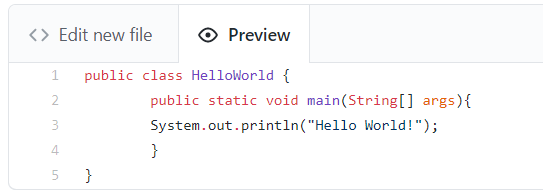 Edit new file Preview
1 public class HelloWorld {
2 public static void main(String[] args){
3 System.out.println("Hello World!");
4 }
5 }